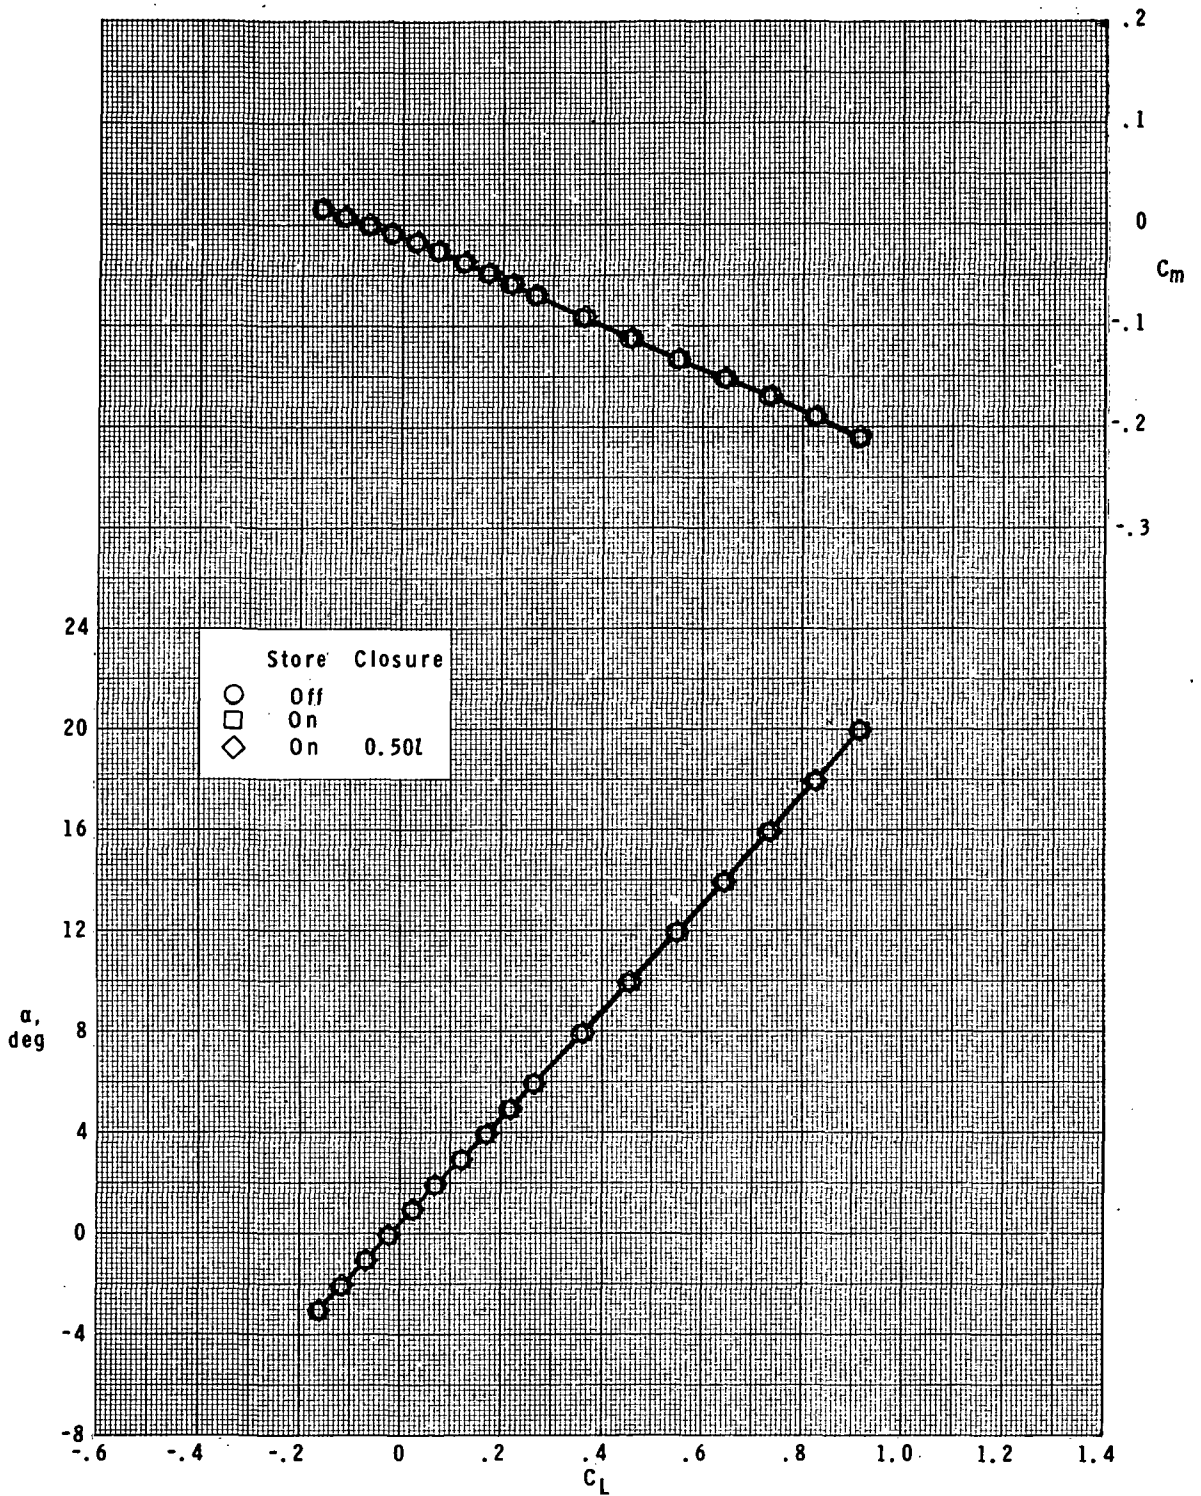 .2
.1
0
Cm
-.1
-.2
-.3
24
Store Closure
Off
On
On 0.50l
20
16
12
α,
deg
8
4
0
-4
-8
-.6 -.4 -.2 0 .2 .4 .6 .8 1.0 1.2 1.4
CL